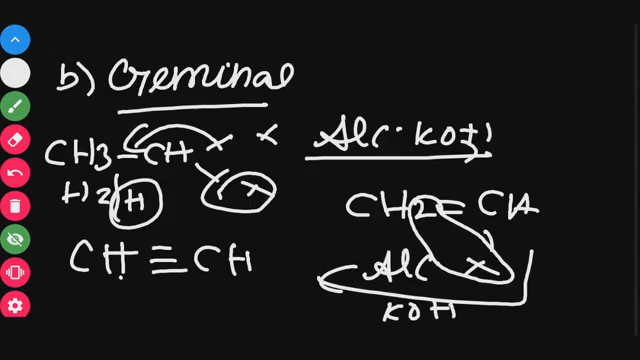 b) Geminal
CH3 – CH X X
H2 H X
CH ≡ CH
Alc. KOH
CH2 = CH
Alc X
KOH